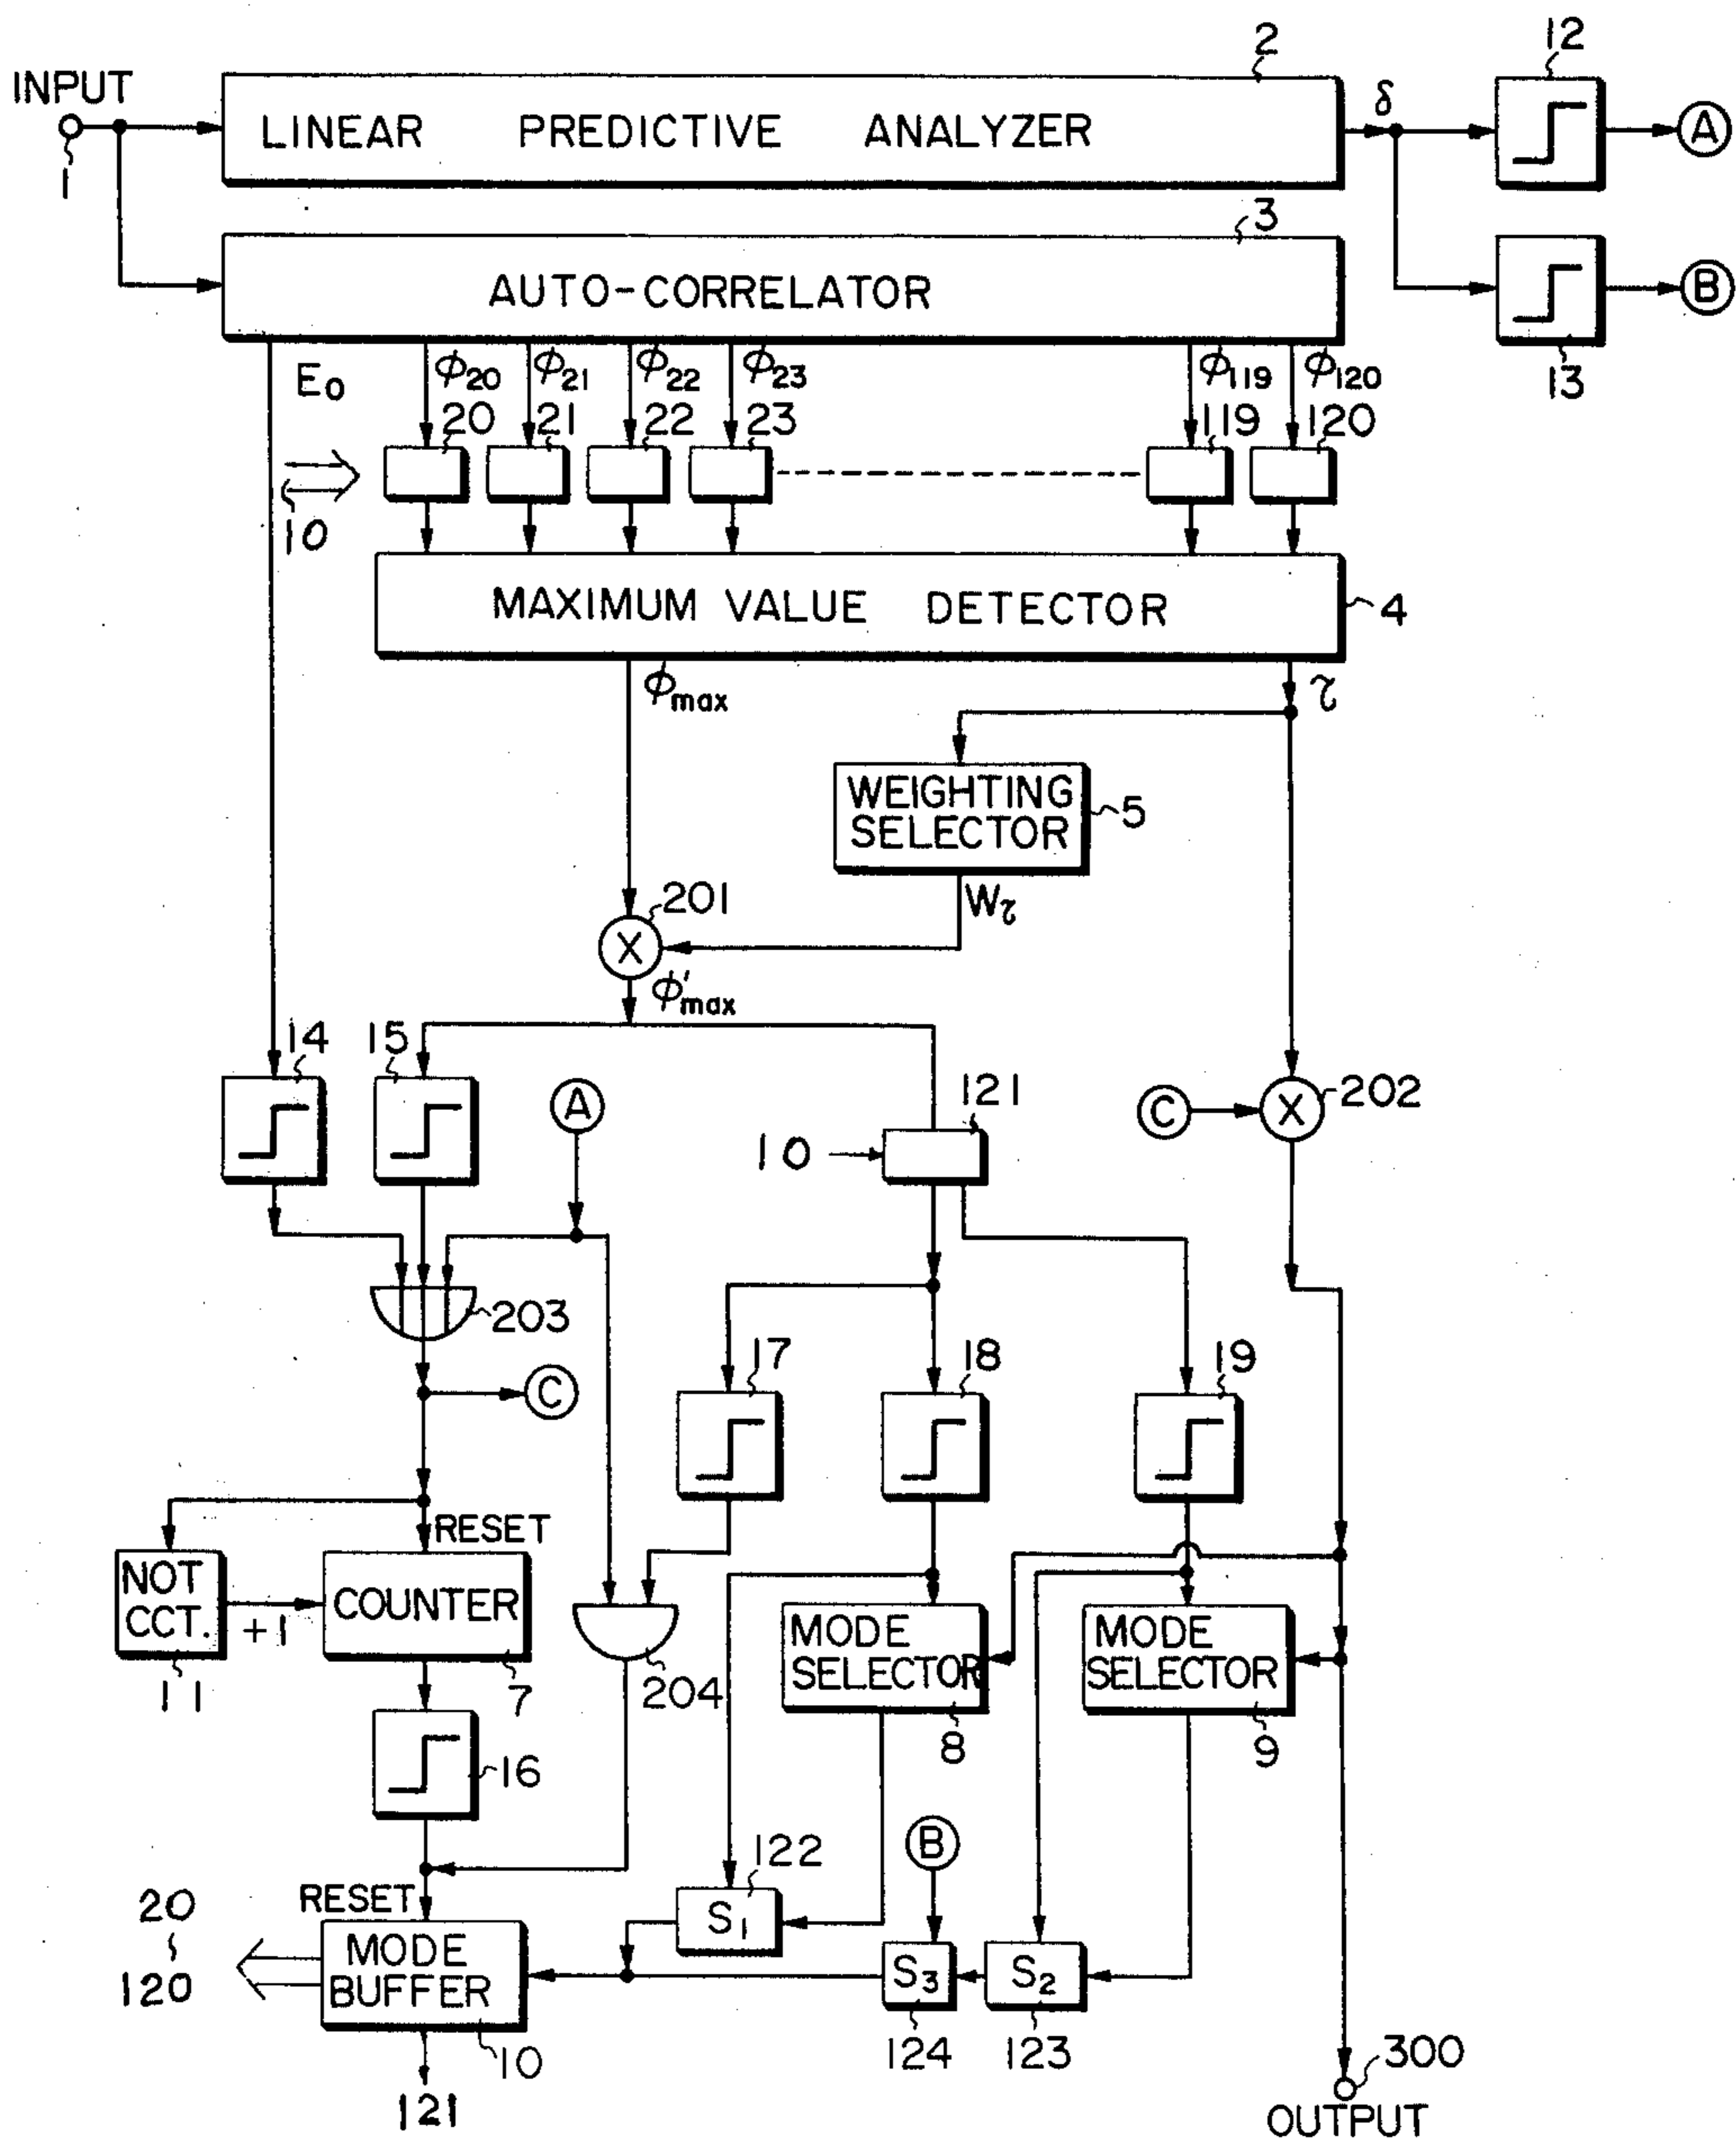 2
12
INPUT
δ
LINEAR PREDICTIVE ANALYZER
A
1
3
AUTO-CORRELATOR
B
13
E₀
ϕ₂₀
ϕ₂₁
ϕ₂₂
ϕ₂₃
ϕ₁₁₉
ϕ₁₂₀
20
21
22
23
119
120
10
MAXIMUM VALUE DETECTOR
4
ϕmax
τ
WEIGHTING
SELECTOR
5
201
Wτ
X
ϕ'max
14
15
A
121
C
X
202
10
203
C
17
18
19
RESET
NOT
CCT.
+1
COUNTER
11
7
204
MODE
SELECTOR
8
MODE
SELECTOR
9
16
B
122
RESET
S₁
20
120
MODE
BUFFER
S₃
S₂
10
124
123
121
300
OUTPUT